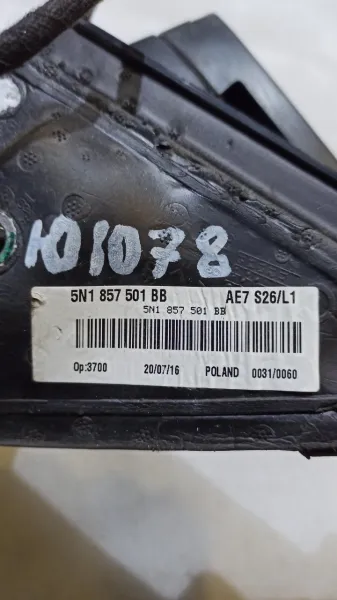 Ю1078
5N1 857 501 BB AE7 S26/L1
5N1 857 501 BB
Op:3700 20/07/16 POLAND 0031/0060